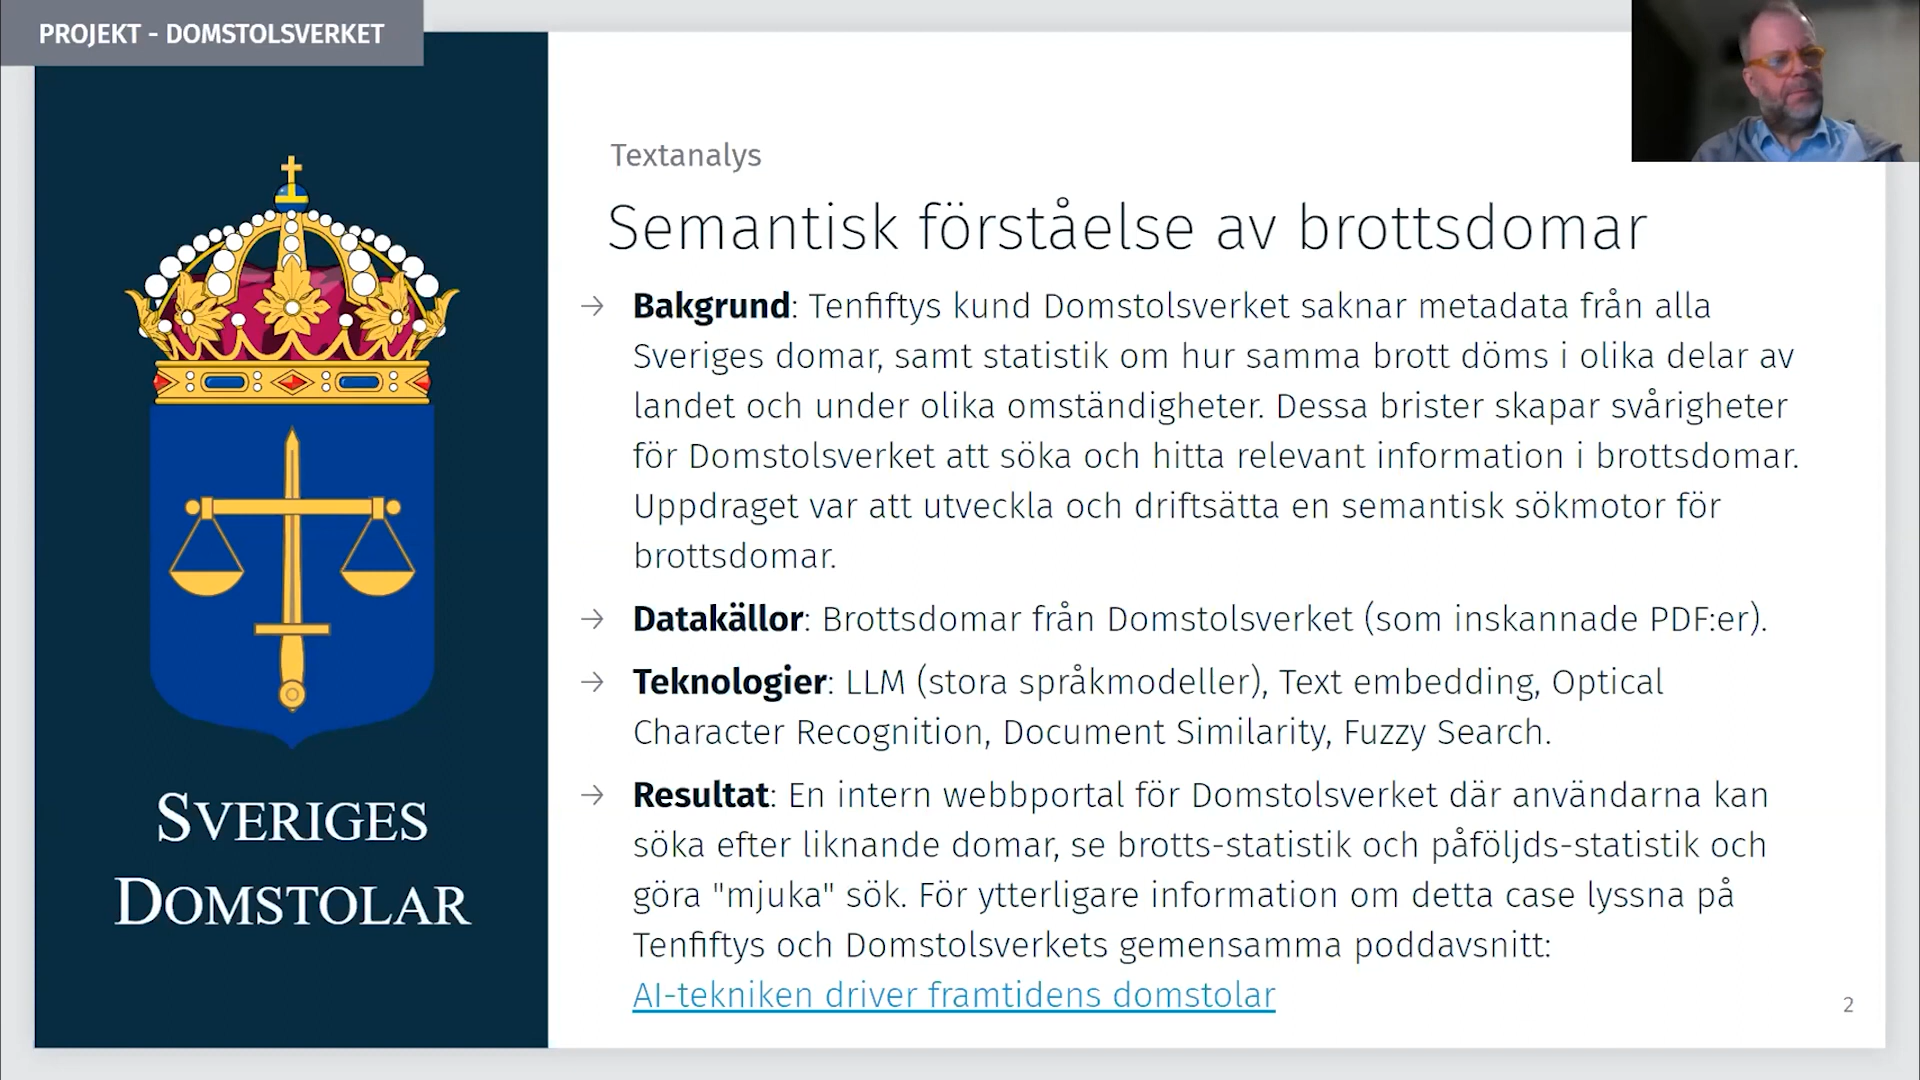 PROJEKT - DOMSTOLSVERKET
SVERIGES
DOMSTOLAR
Textanalys
Semantisk förståelse av brottsdomar
→ Bakgrund: Tenfiftys kund Domstolsverket saknar metadata från alla
Sveriges domar, samt statistik om hur samma brott döms i olika delar av
landet och under olika omständigheter. Dessa brister skapar svårigheter
för Domstolsverket att söka och hitta relevant information i brottsdomar.
Uppdraget var att utveckla och driftsätta en semantisk sökmotor för
brottsdomar.
→ Datakällor: Brottsdomar från Domstolsverket (som inskannade PDF:er).
→ Teknologier: LLM (stora språkmodeller), Text embedding, Optical
Character Recognition, Document Similarity, Fuzzy Search.
→ Resultat: En intern webbportal för Domstolsverket där användarna kan
söka efter liknande domar, se brotts-statistik och påföljds-statistik och
göra "mjuka" sök. För ytterligare information om detta case lyssna på
Tenfiftys och Domstolsverkets gemensamma poddavsnitt:
AI-tekniken driver framtidens domstolar
2